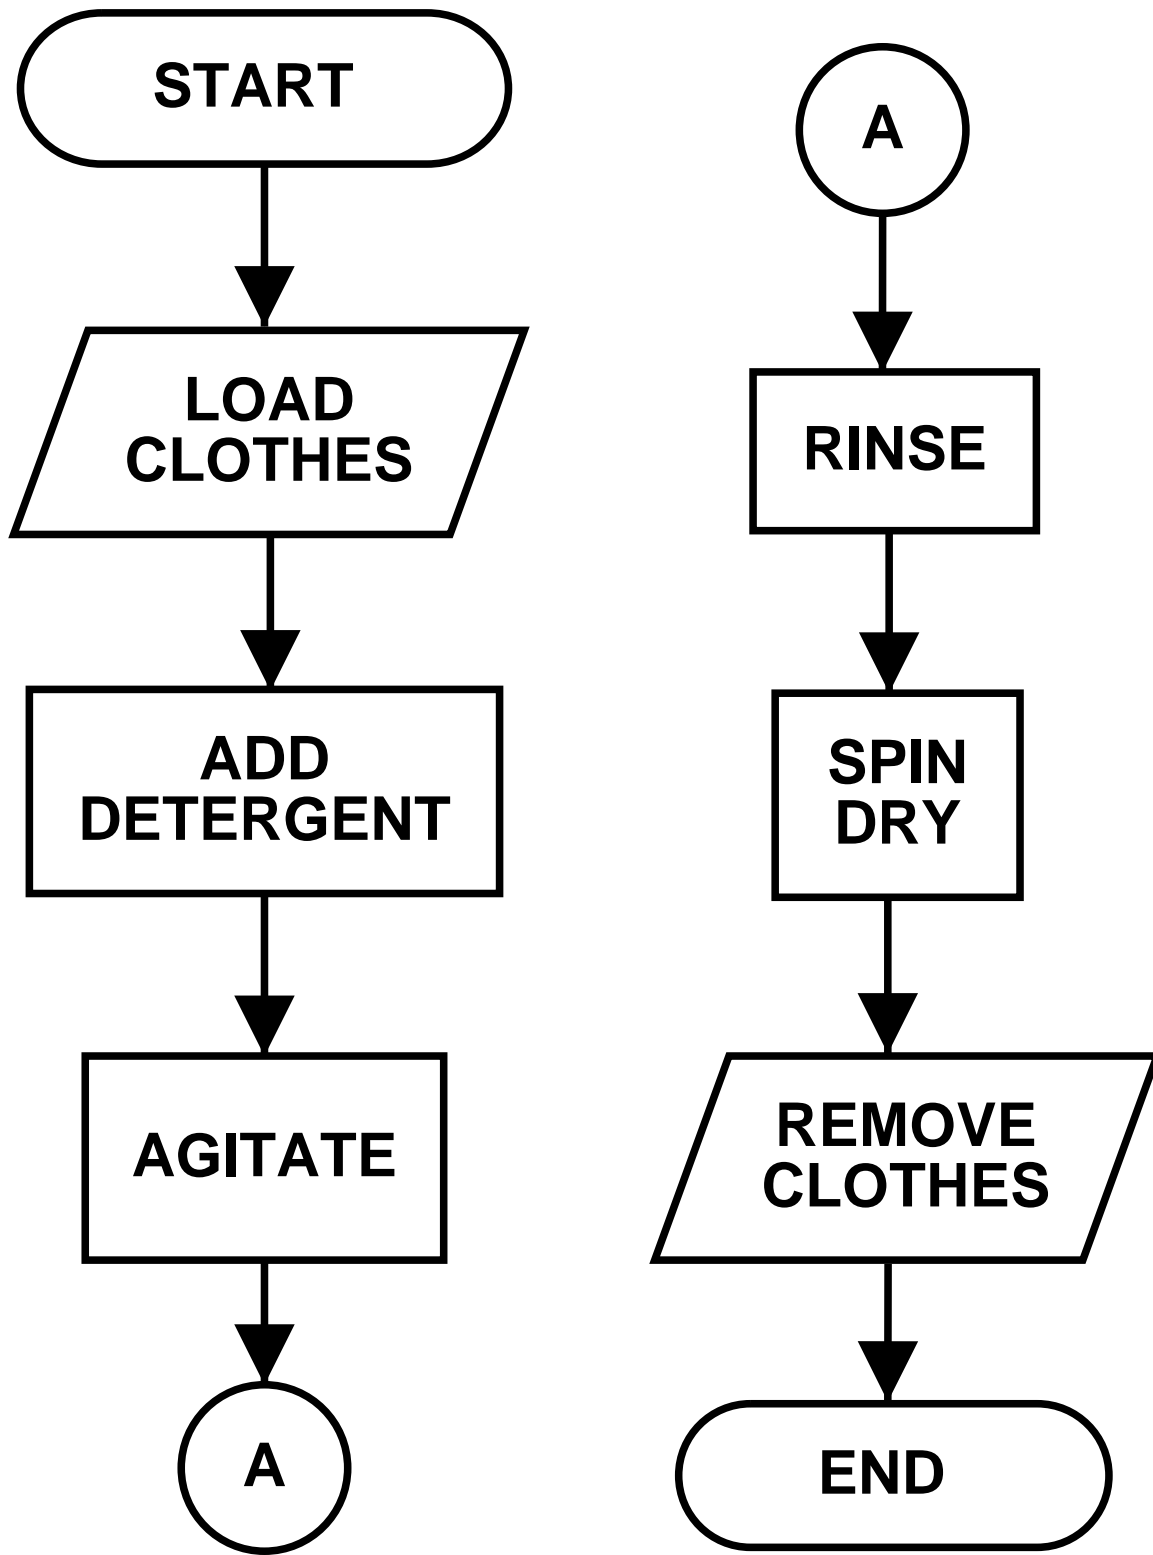 START
LOAD
CLOTHES
ADD
DETERGENT
AGITATE
A
A
RINSE
SPIN
DRY
REMOVE
CLOTHES
END